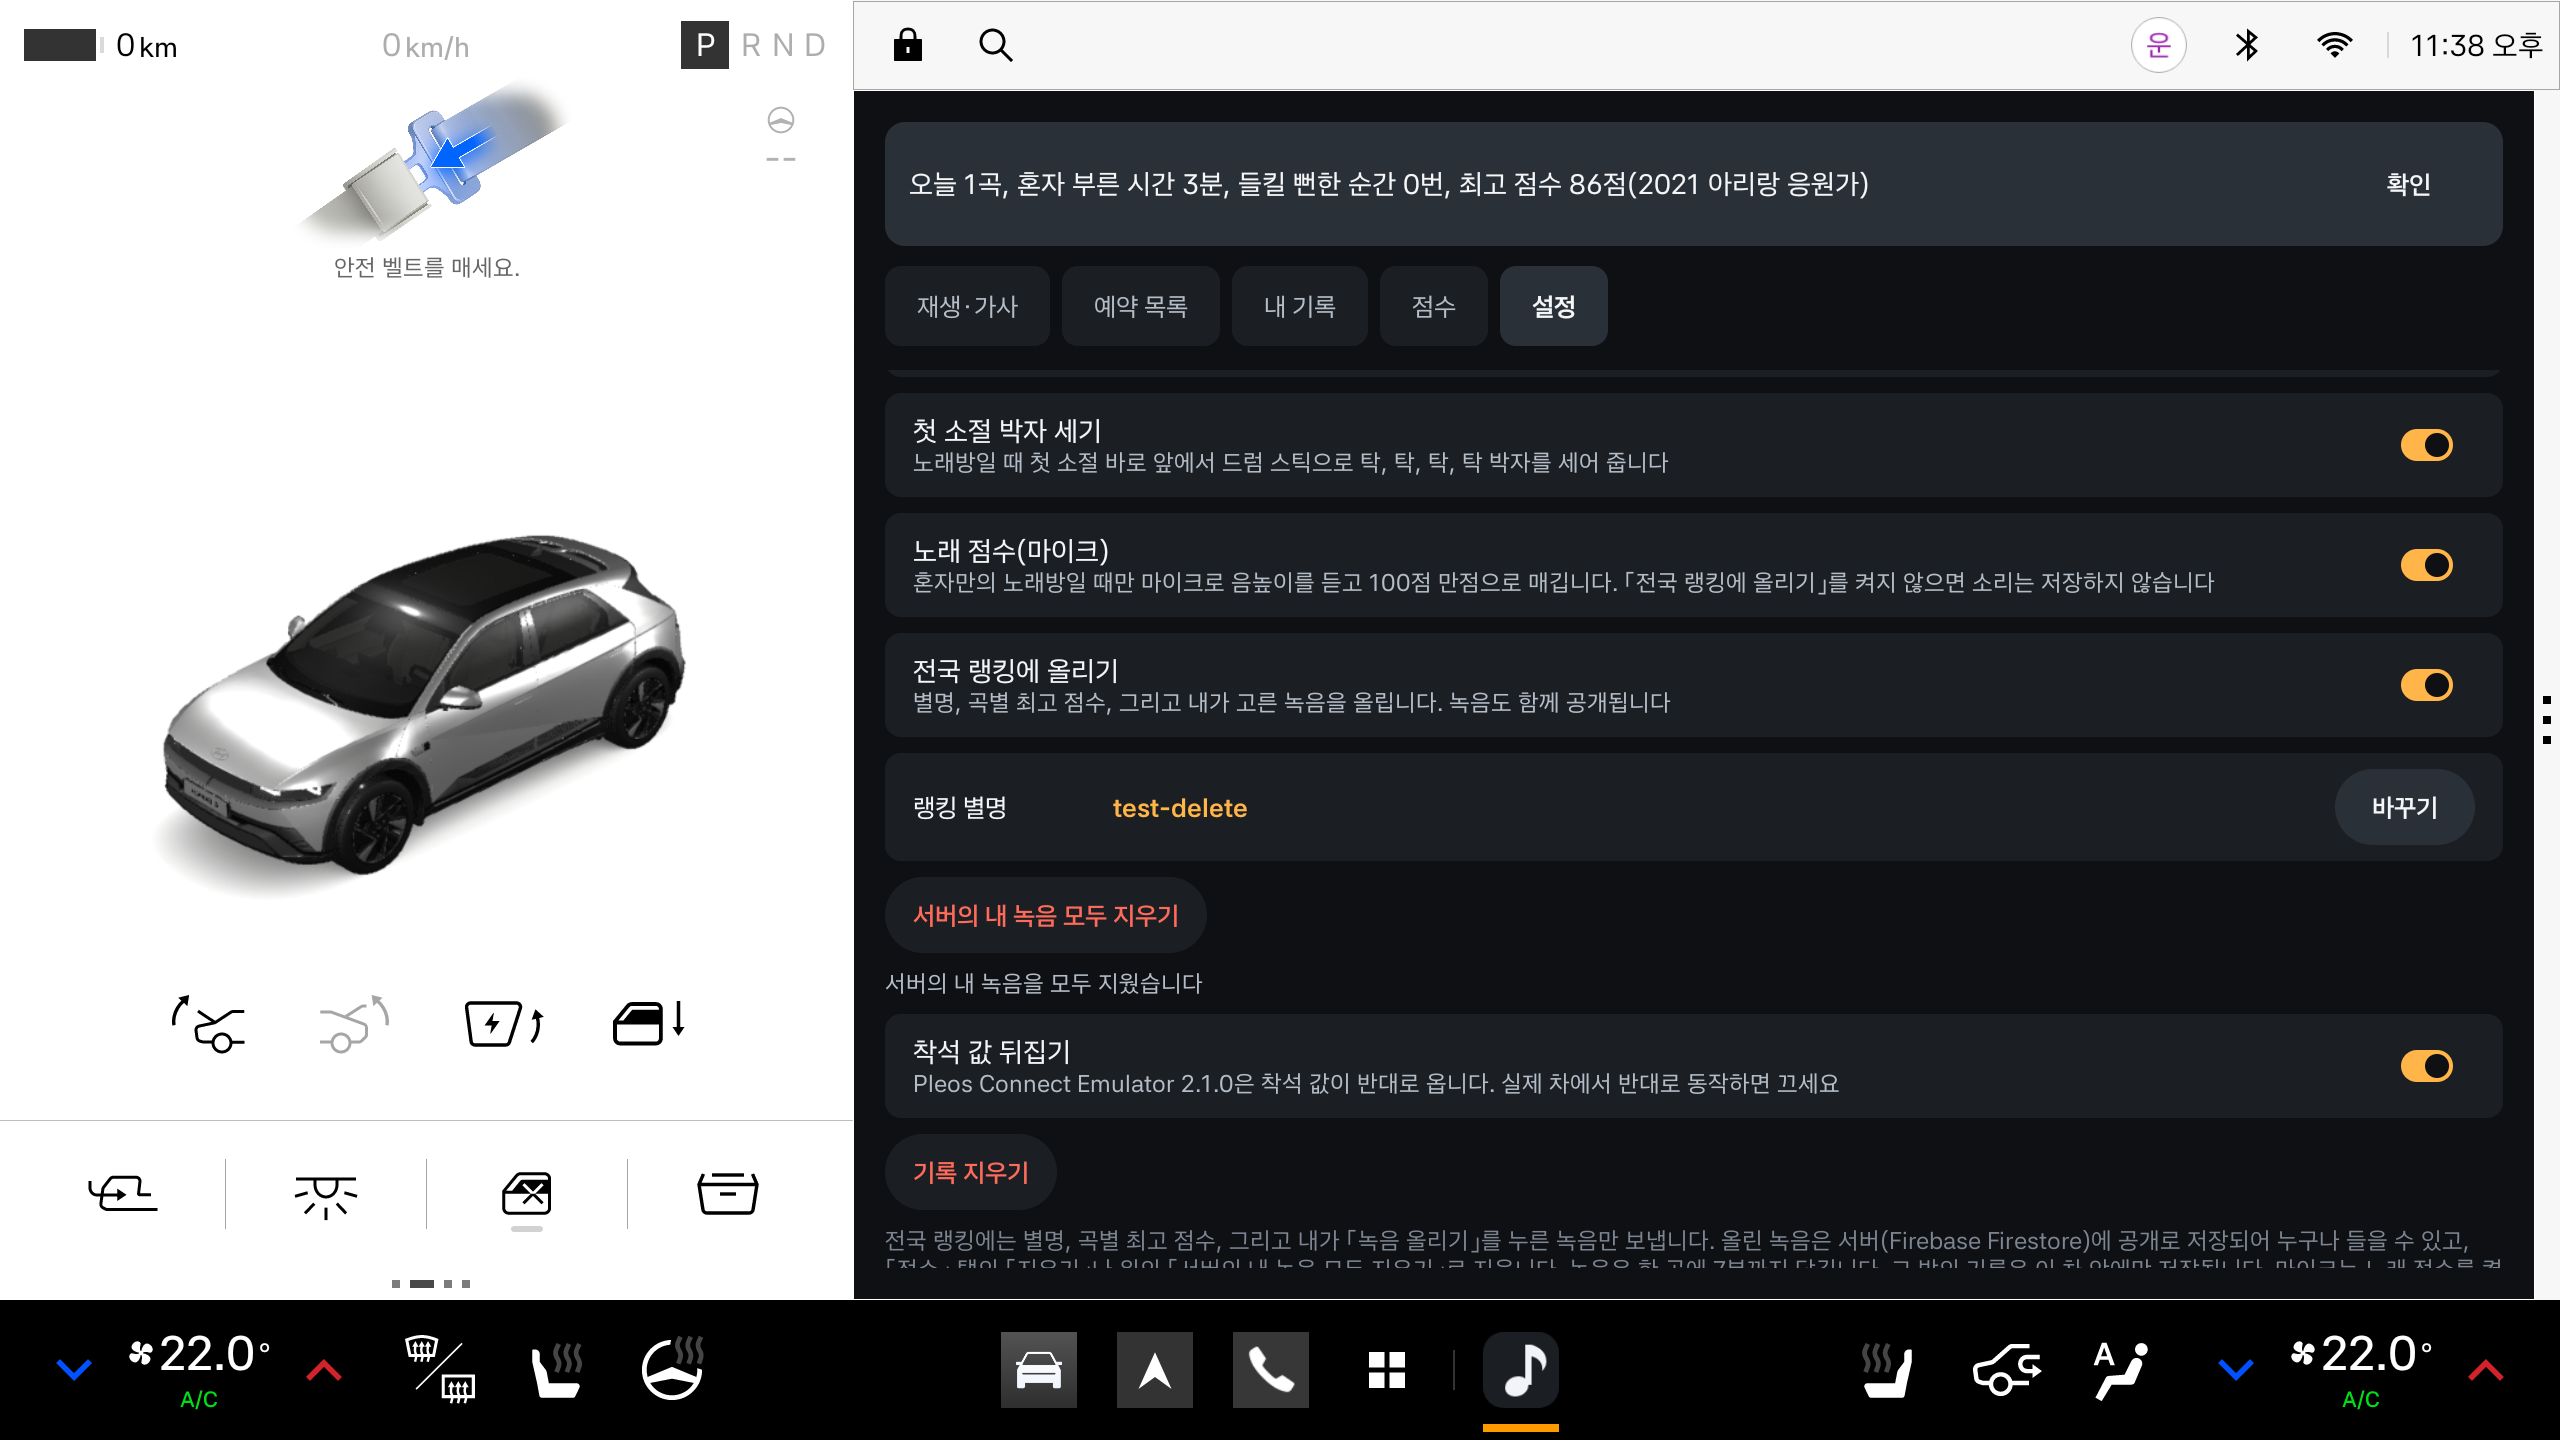 0 km
0 km/h
P R N D
운
11:38 오후
안전 벨트를 매세요.
오늘 1곡, 혼자 부른 시간 3분, 들킬 뻔한 순간 0번, 최고 점수 86점(2021 아리랑 응원가)
확인
재생·가사
예약 목록
내 기록
점수
설정
첫 소절 박자 세기
노래방일 때 첫 소절 바로 앞에서 드럼 스틱으로 탁, 탁, 탁, 탁 박자를 세어 줍니다
노래 점수(마이크)
혼자만의 노래방일 때만 마이크로 음높이를 듣고 100점 만점으로 매깁니다. 「전국 랭킹에 올리기」를 켜지 않으면 소리는 저장하지 않습니다
전국 랭킹에 올리기
별명, 곡별 최고 점수, 그리고 내가 고른 녹음을 올립니다. 녹음도 함께 공개됩니다
랭킹 별명
test-delete
바꾸기
서버의 내 녹음 모두 지우기
서버의 내 녹음을 모두 지웠습니다
착석 값 뒤집기
Pleos Connect Emulator 2.1.0은 착석 값이 반대로 옵니다. 실제 차에서 반대로 동작하면 끄세요
기록 지우기
전국 랭킹에는 별명, 곡별 최고 점수, 그리고 내가 「녹음 올리기」를 누른 녹음만 보냅니다. 올린 녹음은 서버(Firebase Firestore)에 공개로 저장되어 누구나 들을 수 있고,
22.0°
A/C
A
22.0°
A/C